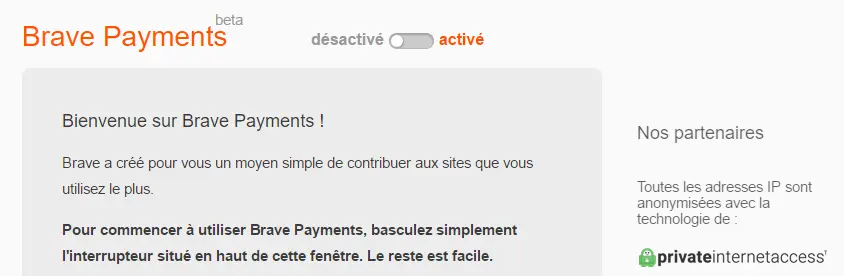 Brave Payments beta
désactivé activé
Bienvenue sur Brave Payments !
Brave a créé pour vous un moyen simple de contribuer aux sites que vous
utilisez le plus.
Pour commencer à utiliser Brave Payments, basculez simplement
l'interrupteur situé en haut de cette fenêtre. Le reste est facile.
Nos partenaires
Toutes les adresses IP sont
anonymisées avec la
technologie de :
privateinternetaccess'